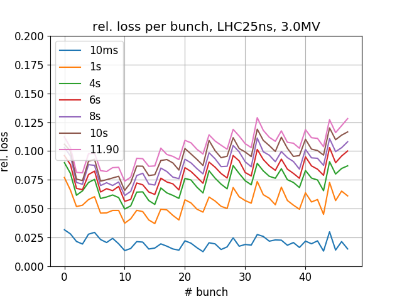 rel. loss per bunch, LHC25ns, 3.0MV
0.200
0.175
0.150
0.125
0.100
0.075
0.050
0.025
0.000
rel. loss
10ms
1s
4s
6s
8s
10s
11.90
0 10 20 30 40
# bunch